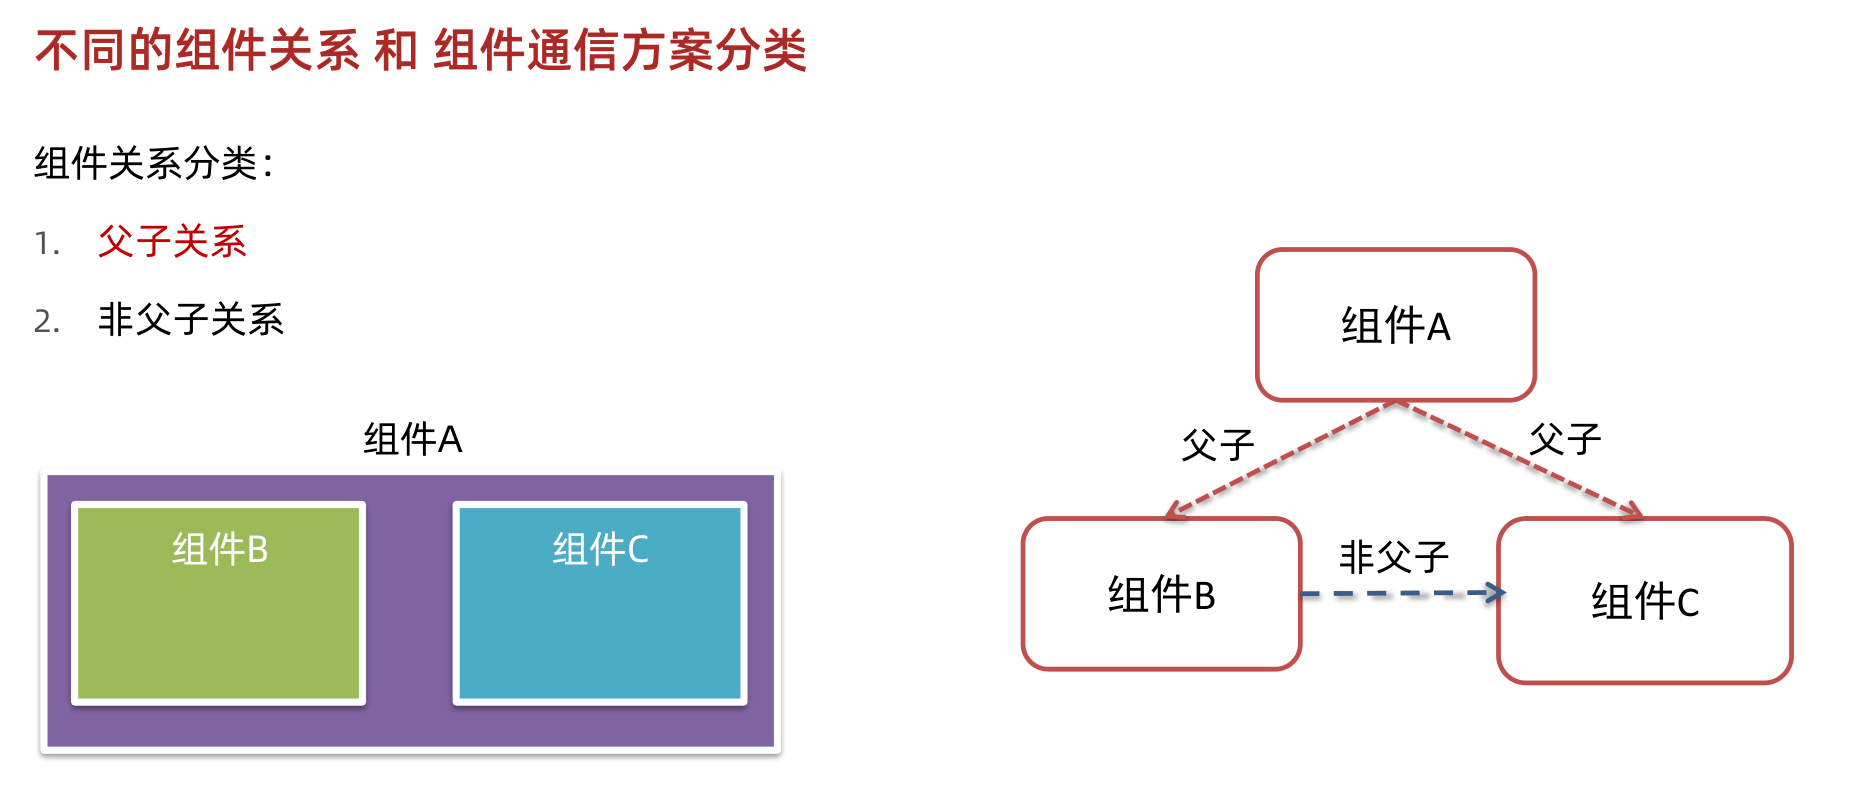 不同的组件关系 和 组件通信方案分类
组件关系分类：
1. 父子关系
2. 非父子关系
组件A
组件B
组件C
组件A
父子
父子
非父子
组件B
组件C